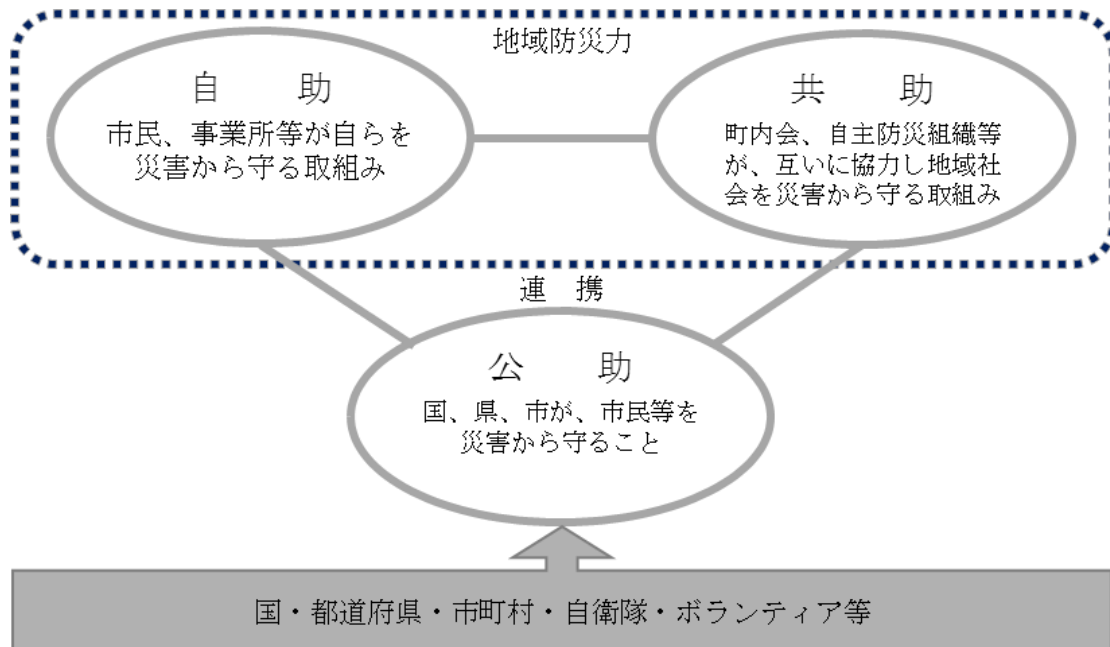 地域防災力
自　　助
市民、事業所等が自らを
災害から守る取組み
共　　助
町内会、自主防災組織等
が、互いに協力し地域社
会を災害から守る取組み
連　携
公　　助
国、県、市が、市民等を
災害から守ること
国・都道府県・市町村・自衛隊・ボランティア等